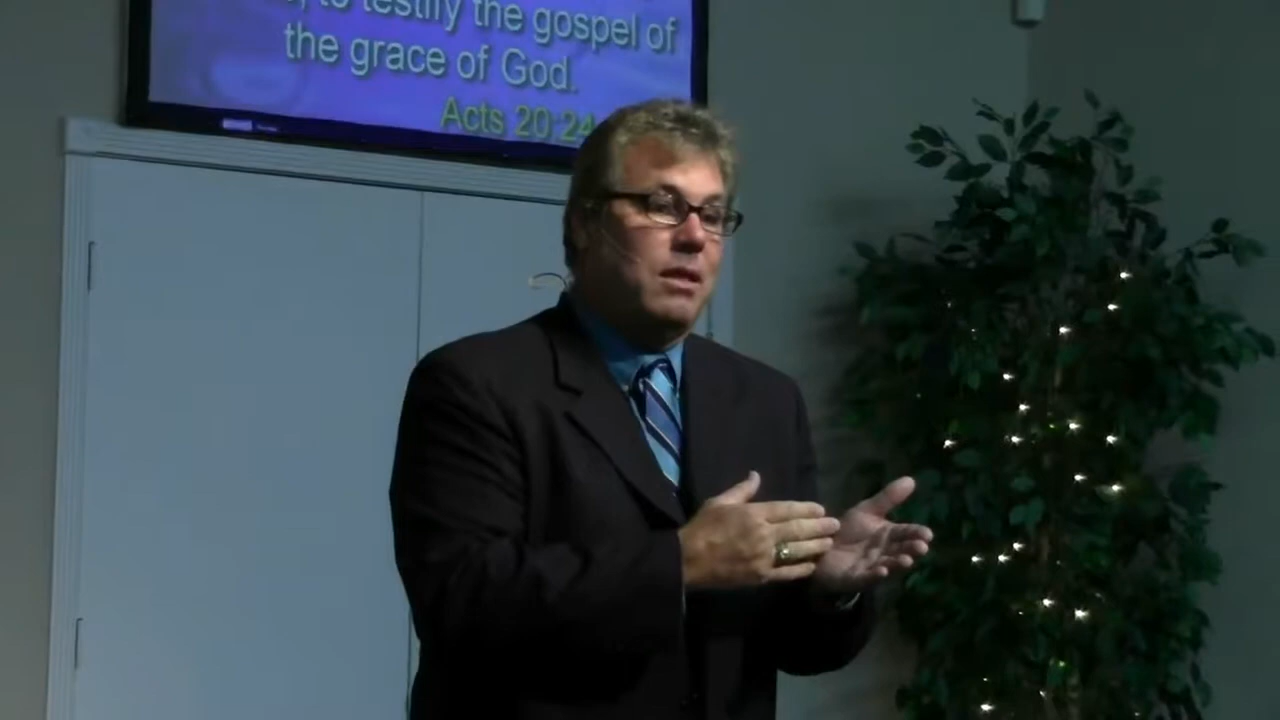 to testify the gospel of
the grace of God.
Acts 20:24